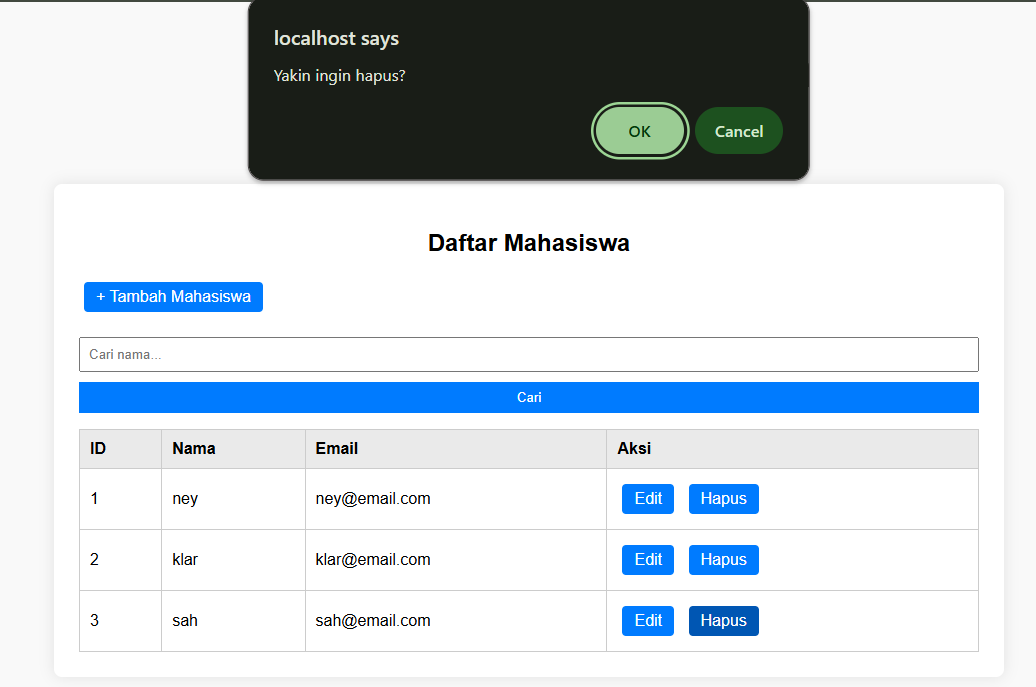 localhost says
Yakin ingin hapus?
OK Cancel
Daftar Mahasiswa
+ Tambah Mahasiswa
Cari nama...
Cari
ID Nama Email Aksi
1 ney ney@email.com Edit Hapus
2 klar klar@email.com Edit Hapus
3 sah sah@email.com Edit Hapus